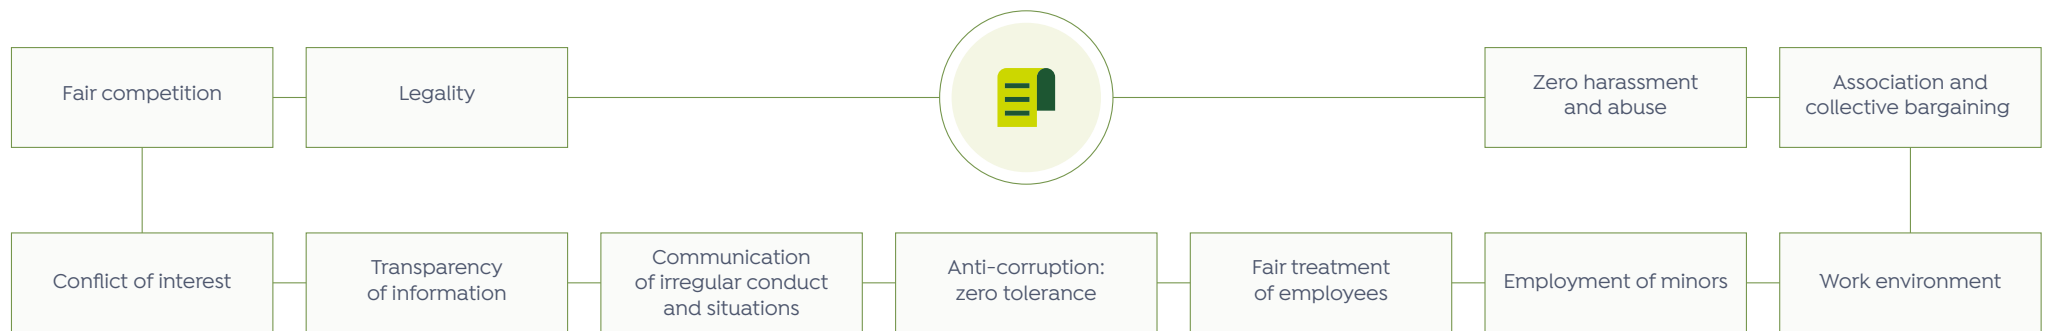 Fair competition
Legality
Zero harassment
and abuse
Association and
collective bargaining
Conflict of interest
Transparency
of information
Communication
of irregular conduct
and situations
Anti-corruption:
zero tolerance
Fair treatment
of employees
Employment of minors
Work environment